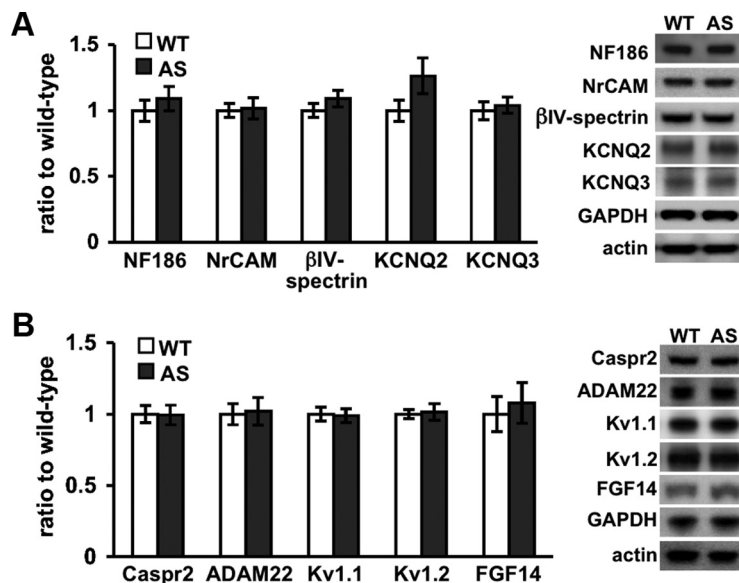 A
ratio to wild-type
1.5
1
0.5
0
WT
AS
NF186
NrCAM
βIV-
spectrin
KCNQ2
KCNQ3
WT AS
NF186
NrCAM
βIV-spectrin
KCNQ2
KCNQ3
GAPDH
actin
B
ratio to wild-type
1.5
1
0.5
0
WT
AS
Caspr2 ADAM22 Kv1.1 Kv1.2 FGF14
WT AS
Caspr2
ADAM22
Kv1.1
Kv1.2
FGF14
GAPDH
actin